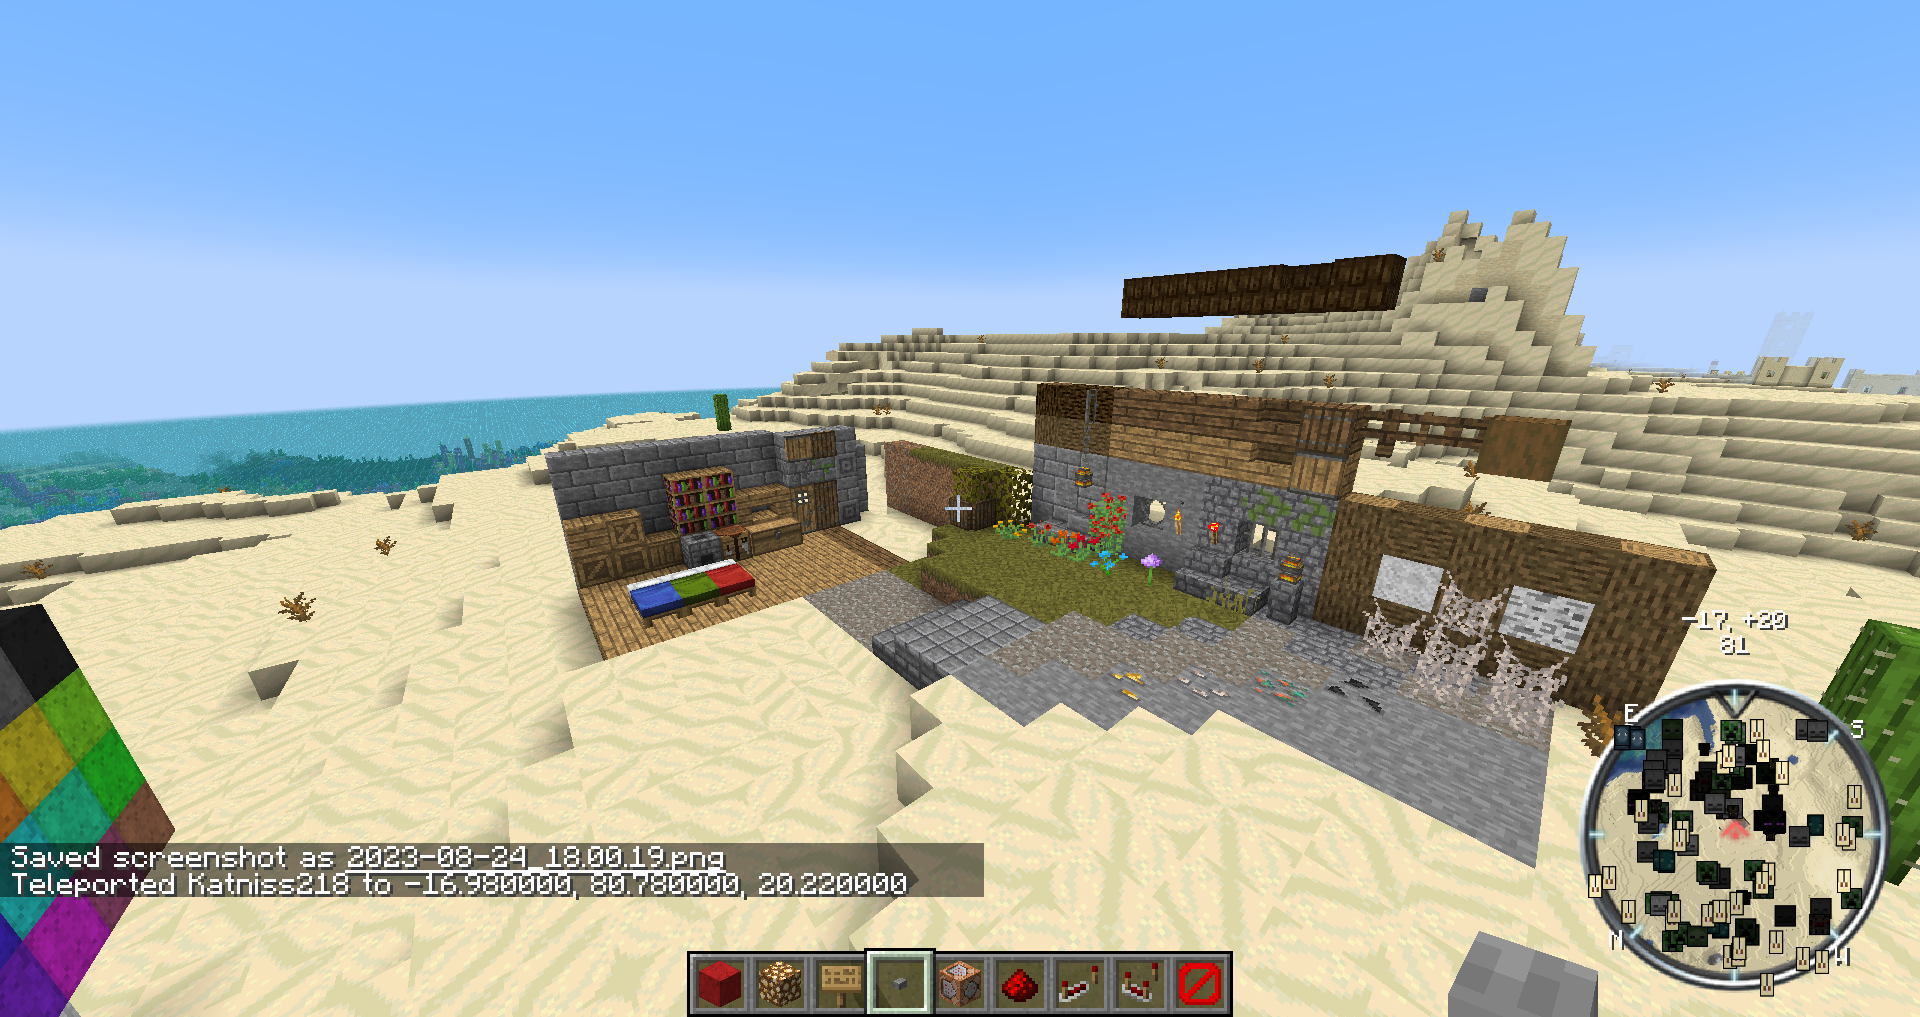 -17, +20
81
E
S
N
W
Saved screenshot as 2023-08-24_18.00.19.png
Teleported Katniss218 to -16.980000, 80.780000, 20.220000